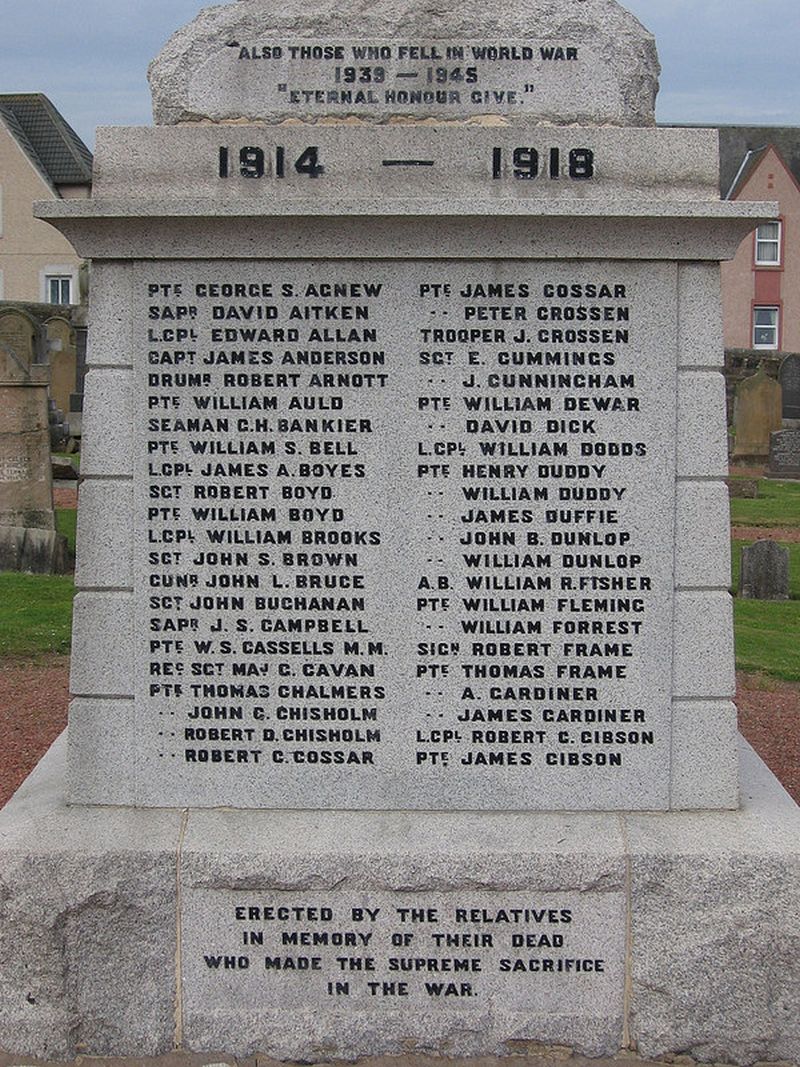 "ALSO THOSE WHO FELL IN WORLD WAR
1939 — 1945
"ETERNAL HONOUR GIVE."
1914 — 1918
PTE GEORGE S. AGNEW
SAPR DAVID AITKEN
L.CPL EDWARD ALLAN
CAPT JAMES ANDERSON
DRUMR ROBERT ARNOTT
PTE WILLIAM AULD
SEAMAN G.H. BANKIER
PTE WILLIAM S. BELL
L.CPL JAMES A. BOYES
SGT ROBERT BOYD
PTE WILLIAM BOYD
L.CPL WILLIAM BROOKS
SGT JOHN S. BROWN
GUNR JOHN L. BRUCE
SGT JOHN BUCHANAN
SAPR J. S. CAMPBELL
PTE W. S. CASSELLS M.M.
REG SGT MAJ G. CAVAN
PTE THOMAS CHALMERS
" JOHN G. CHISHOLM
" ROBERT D. CHISHOLM
" ROBERT G. COSSAR
PTE JAMES COSSAR
" PETER CROSSEN
TROOPER J. CROSSEN
SGT E. CUMMINGS
" J. CUNNINGHAM
PTE WILLIAM DEWAR
" DAVID DICK
L.CPL WILLIAM DODDS
PTE HENRY DUDDY
" WILLIAM DUDDY
" JAMES DUFFIE
" JOHN B. DUNLOP
" WILLIAM DUNLOP
A.B. WILLIAM R. FISHER
PTE WILLIAM FLEMING
" WILLIAM FORREST
SIGN ROBERT FRAME
PTE THOMAS FRAME
" A. GARDINER
" JAMES GARDINER
L.CPL ROBERT C. GIBSON
PTE JAMES GIBSON
ERECTED BY THE RELATIVES
IN MEMORY OF THEIR DEAD
WHO MADE THE SUPREME SACRIFICE
IN THE WAR.